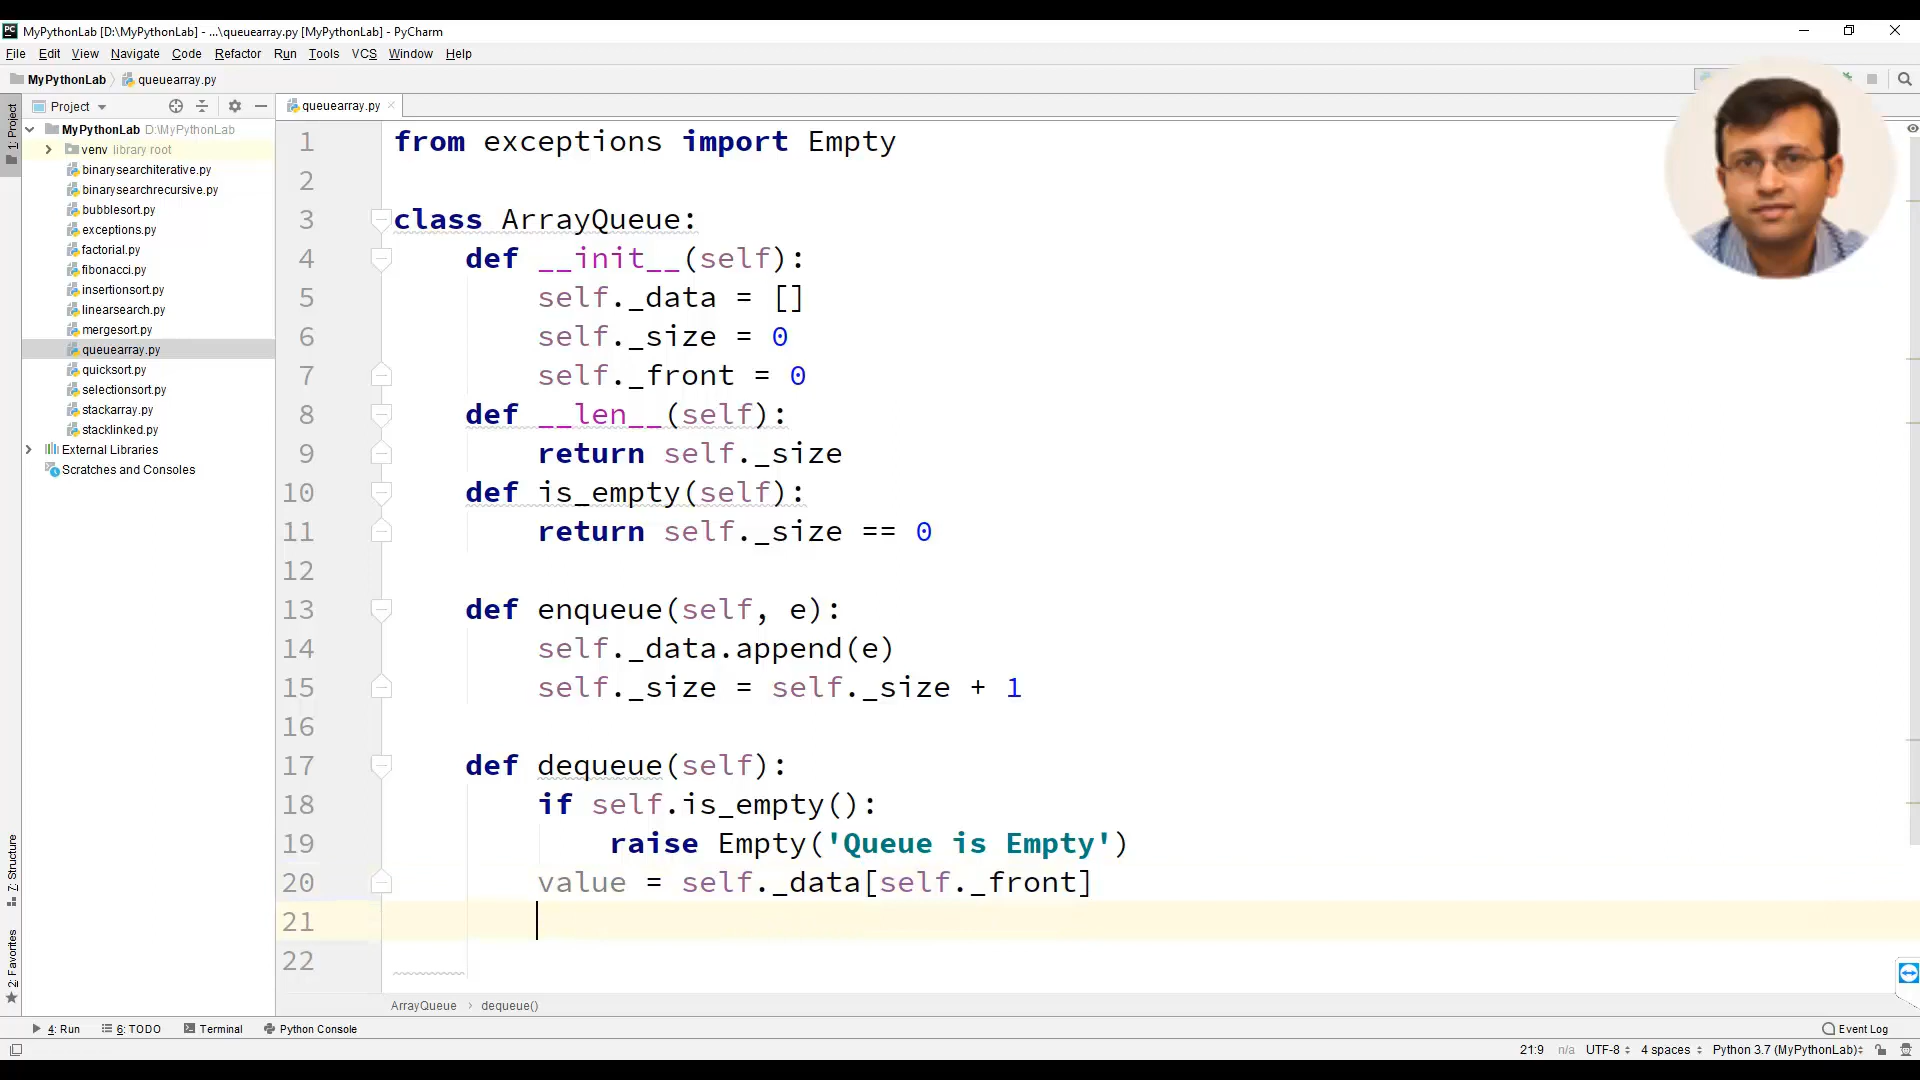 MyPythonLab [D:\MyPythonLab] - ...\queuearray.py [MyPythonLab] - PyCharm
File Edit View Navigate Code Refactor Run Tools VCS Window Help
MyPythonLab queuearray.py
Project
queuearray.py
1: Project
MyPythonLab D:\MyPythonLab
venv library root
binarysearchiterative.py
binarysearchrecursive.py
bubblesort.py
exceptions.py
factorial.py
fibonacci.py
insertionsort.py
linearsearch.py
mergesort.py
queuearray.py
quicksort.py
selectionsort.py
stackarray.py
stacklinked.py
External Libraries
Scratches and Consoles
7: Structure
2: Favorites
1 from exceptions import Empty
2
3 class ArrayQueue:
4     def __init__(self):
5         self._data = []
6         self._size = 0
7         self._front = 0
8     def __len__(self):
9         return self._size
10     def is_empty(self):
11         return self._size == 0
12
13     def enqueue(self, e):
14         self._data.append(e)
15         self._size = self._size + 1
16
17     def dequeue(self):
18         if self.is_empty():
19             raise Empty('Queue is Empty')
20         value = self._data[self._front]
21
22
ArrayQueue › dequeue()
4: Run 6: TODO Terminal Python Console Event Log
21:9 n/a UTF-8 4 spaces Python 3.7 (MyPythonLab)